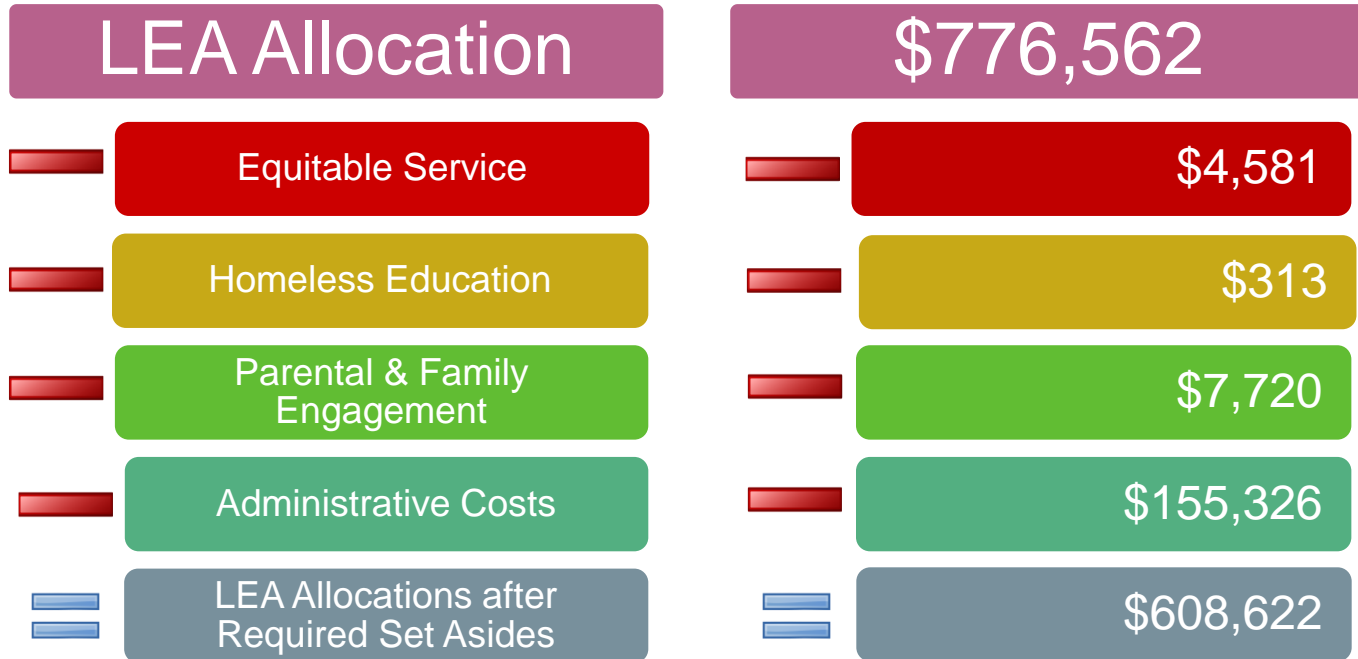 LEA Allocation
$776,562
Equitable Service
$4,581
Homeless Education
$313
Parental & Family
Engagement
$7,720
Administrative Costs
$155,326
LEA Allocations after
Required Set Asides
$608,622